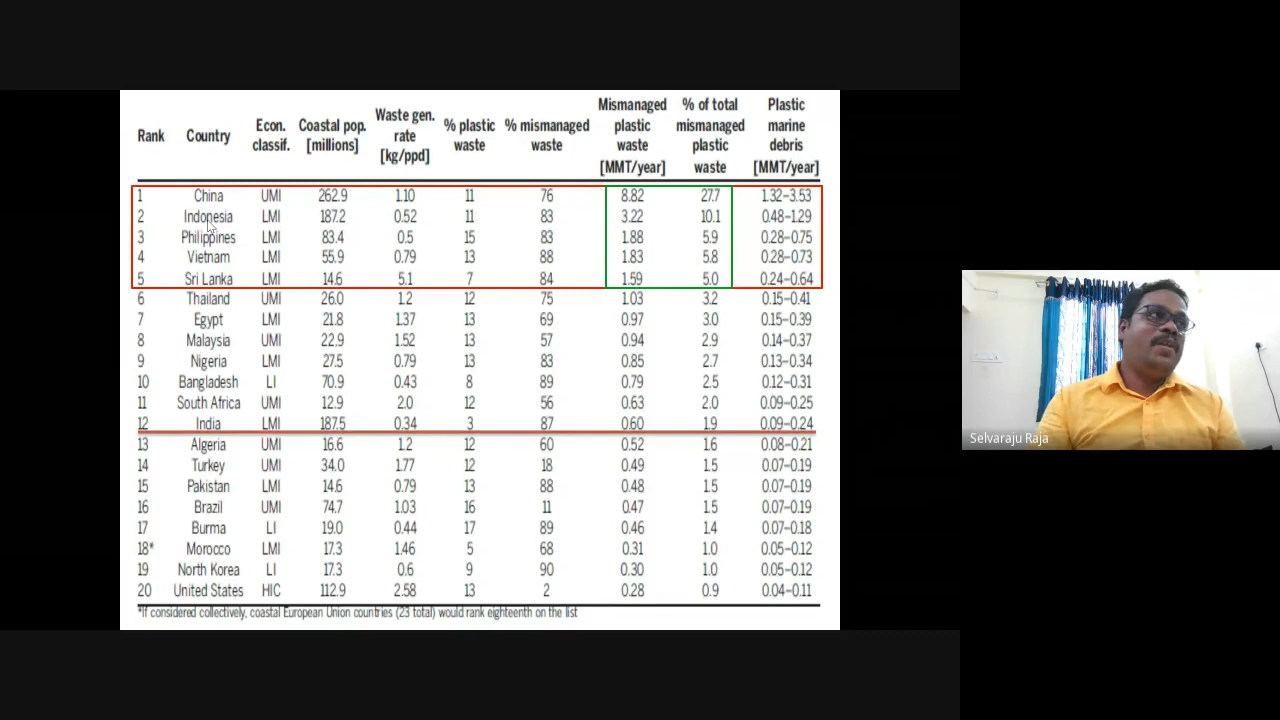 Rank Country Econ. classif. Coastal pop. [millions] Waste gen. rate [kg/ppd] % plastic waste % mismanaged waste Mismanaged plastic waste [MMT/year] % of total mismanaged plastic waste Plastic marine debris [MMT/year]
1 China UMI 262.9 1.10 11 76 8.82 27.7 1.32–3.53
2 Indonesia LMI 187.2 0.52 11 83 3.22 10.1 0.48–1.29
3 Philippines LMI 83.4 0.5 15 83 1.88 5.9 0.28–0.75
4 Vietnam LMI 55.9 0.79 13 88 1.83 5.8 0.28–0.73
5 Sri Lanka LMI 14.6 5.1 7 84 1.59 5.0 0.24–0.64
6 Thailand UMI 26.0 1.2 12 75 1.03 3.2 0.15–0.41
7 Egypt LMI 21.8 1.37 13 69 0.97 3.0 0.15–0.39
8 Malaysia UMI 22.9 1.52 13 57 0.94 2.9 0.14–0.37
9 Nigeria LMI 27.5 0.79 13 83 0.85 2.7 0.13–0.34
10 Bangladesh LI 70.9 0.43 8 89 0.79 2.5 0.12–0.31
11 South Africa UMI 12.9 2.0 12 56 0.63 2.0 0.09–0.25
12 India LMI 187.5 0.34 3 87 0.60 1.9 0.09–0.24
13 Algeria UMI 16.6 1.2 12 60 0.52 1.6 0.08–0.21
14 Turkey UMI 34.0 1.77 12 18 0.49 1.5 0.07–0.19
15 Pakistan LMI 14.6 0.79 13 88 0.48 1.5 0.07–0.19
16 Brazil UMI 74.7 1.03 16 11 0.47 1.5 0.07–0.19
17 Burma LI 19.0 0.44 17 89 0.46 1.4 0.07–0.18
18* Morocco LMI 17.3 1.46 5 68 0.31 1.0 0.05–0.12
19 North Korea LI 17.3 0.6 9 90 0.30 1.0 0.05–0.12
20 United States HIC 112.9 2.58 13 2 0.28 0.9 0.04–0.11
*If considered collectively, coastal European Union countries (23 total) would rank eighteenth on the list
Selvaraju Raja